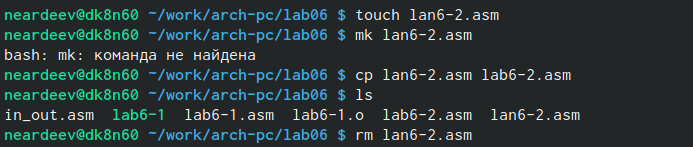 neardeev@dk8n60 ~/work/arch-pc/lab06 $ touch lan6-2.asm
neardeev@dk8n60 ~/work/arch-pc/lab06 $ mk lan6-2.asm
bash: mk: команда не найдена
neardeev@dk8n60 ~/work/arch-pc/lab06 $ cp lan6-2.asm lab6-2.asm
neardeev@dk8n60 ~/work/arch-pc/lab06 $ ls
in_out.asm  lab6-1  lab6-1.asm  lab6-1.o  lab6-2.asm  lan6-2.asm
neardeev@dk8n60 ~/work/arch-pc/lab06 $ rm lan6-2.asm